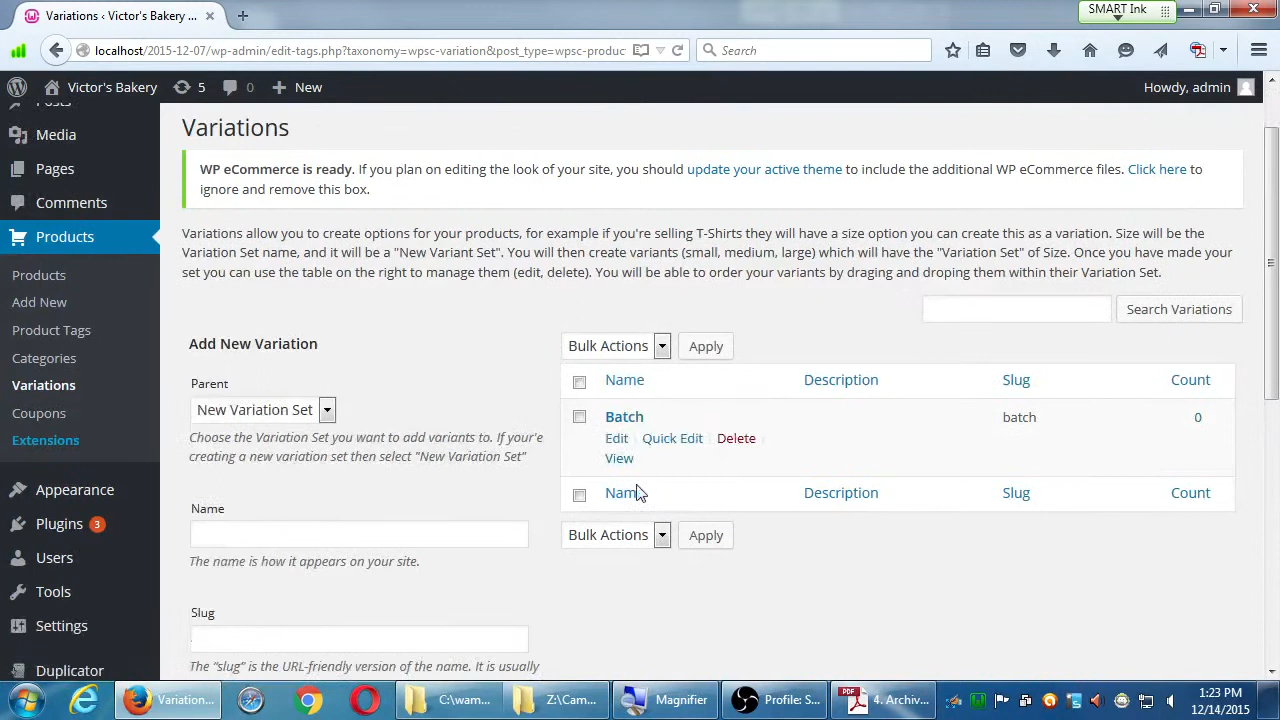 Variations ‹ Victor's Bakery ...
SMART Ink
localhost/2015-12-07/wp-admin/edit-tags.php?taxonomy=wpsc-variation&post_type=wpsc-produc
Search
Victor's Bakery
5
0
New
Howdy, admin
Posts
Media
Pages
Comments
Products
Products
Add New
Product Tags
Categories
Variations
Coupons
Extensions
Appearance
Plugins 3
Users
Tools
Settings
Duplicator
Variations
WP eCommerce is ready. If you plan on editing the look of your site, you should update your active theme to include the additional WP eCommerce files. Click here to
ignore and remove this box.
Variations allow you to create options for your products, for example if you're selling T-Shirts they will have a size option you can create this as a variation. Size will be the
Variation Set name, and it will be a "New Variant Set". You will then create variants (small, medium, large) which will have the "Variation Set" of Size. Once you have made your
set you can use the table on the right to manage them (edit, delete). You will be able to order your variants by draging and droping them within their Variation Set.
Search Variations
Add New Variation
Parent
New Variation Set
Choose the Variation Set you want to add variants to. If your'e
creating a new variation set then select "New Variation Set"
Name
The name is how it appears on your site.
Slug
The "slug" is the URL-friendly version of the name. It is usually
Bulk Actions Apply
Name Description Slug Count
Batch batch 0
Edit Quick Edit Delete
View
Name Description Slug Count
Bulk Actions Apply
Variation...
C:\wam...
Z:\Cam...
Magnifier
Profile: S...
4. Archiv...
1:23 PM
12/14/2015